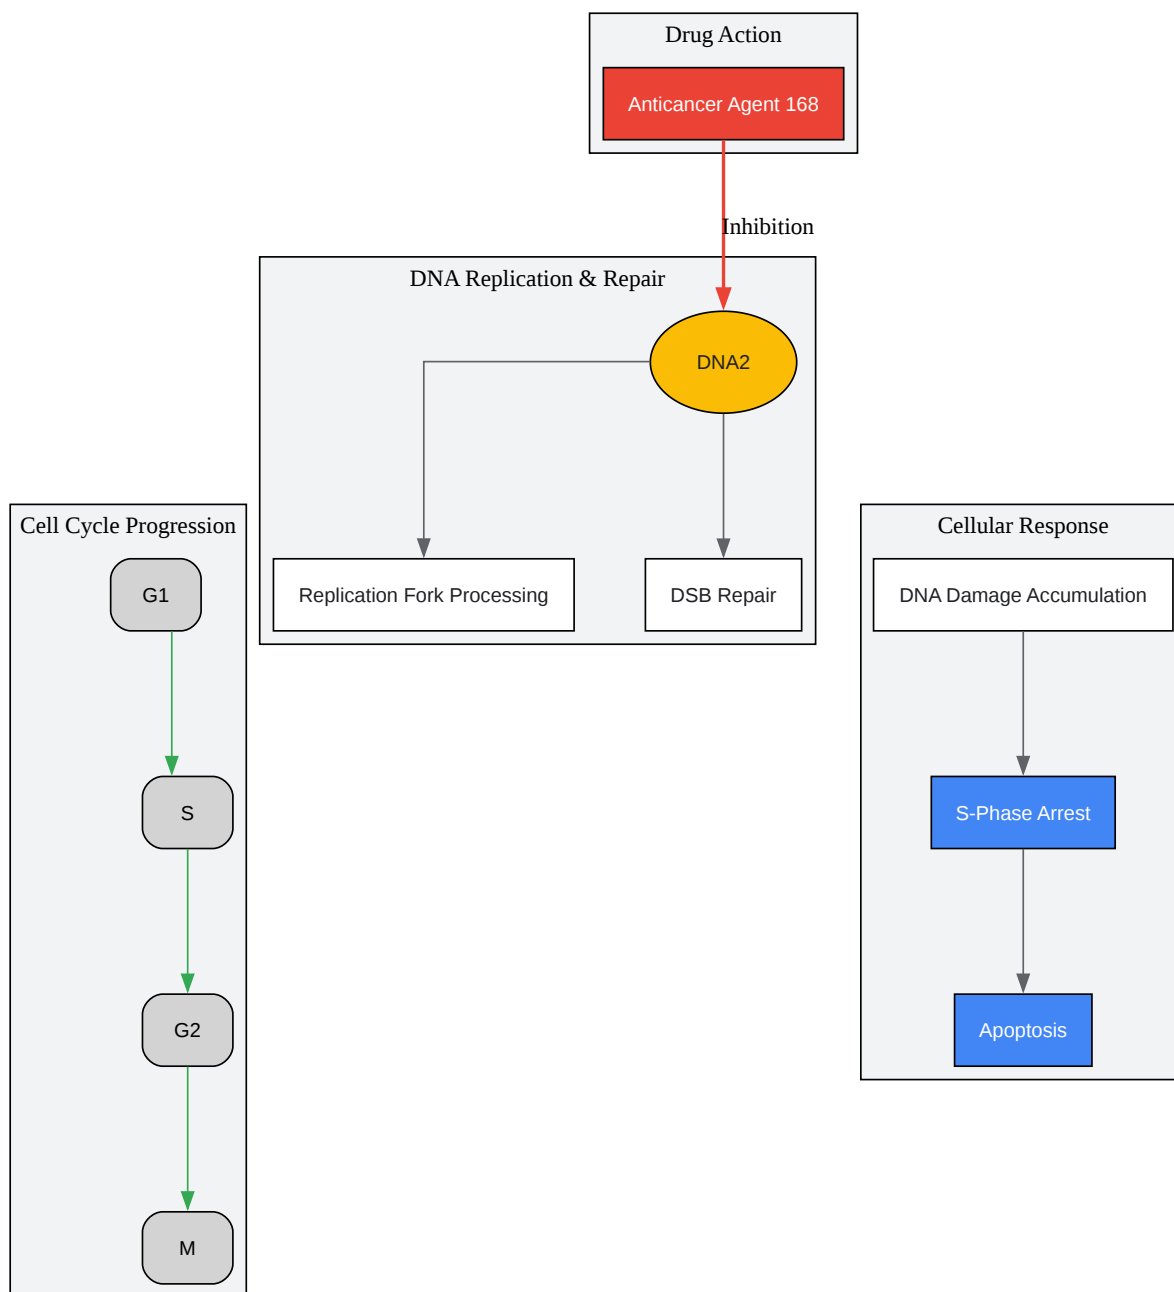 Drug Action
Anticancer Agent 168
Inhibition
DNA Replication & Repair
DNA2
Replication Fork Processing
DSB Repair
Cell Cycle Progression
G1
S
G2
M
Cellular Response
DNA Damage Accumulation
S-Phase Arrest
Apoptosis